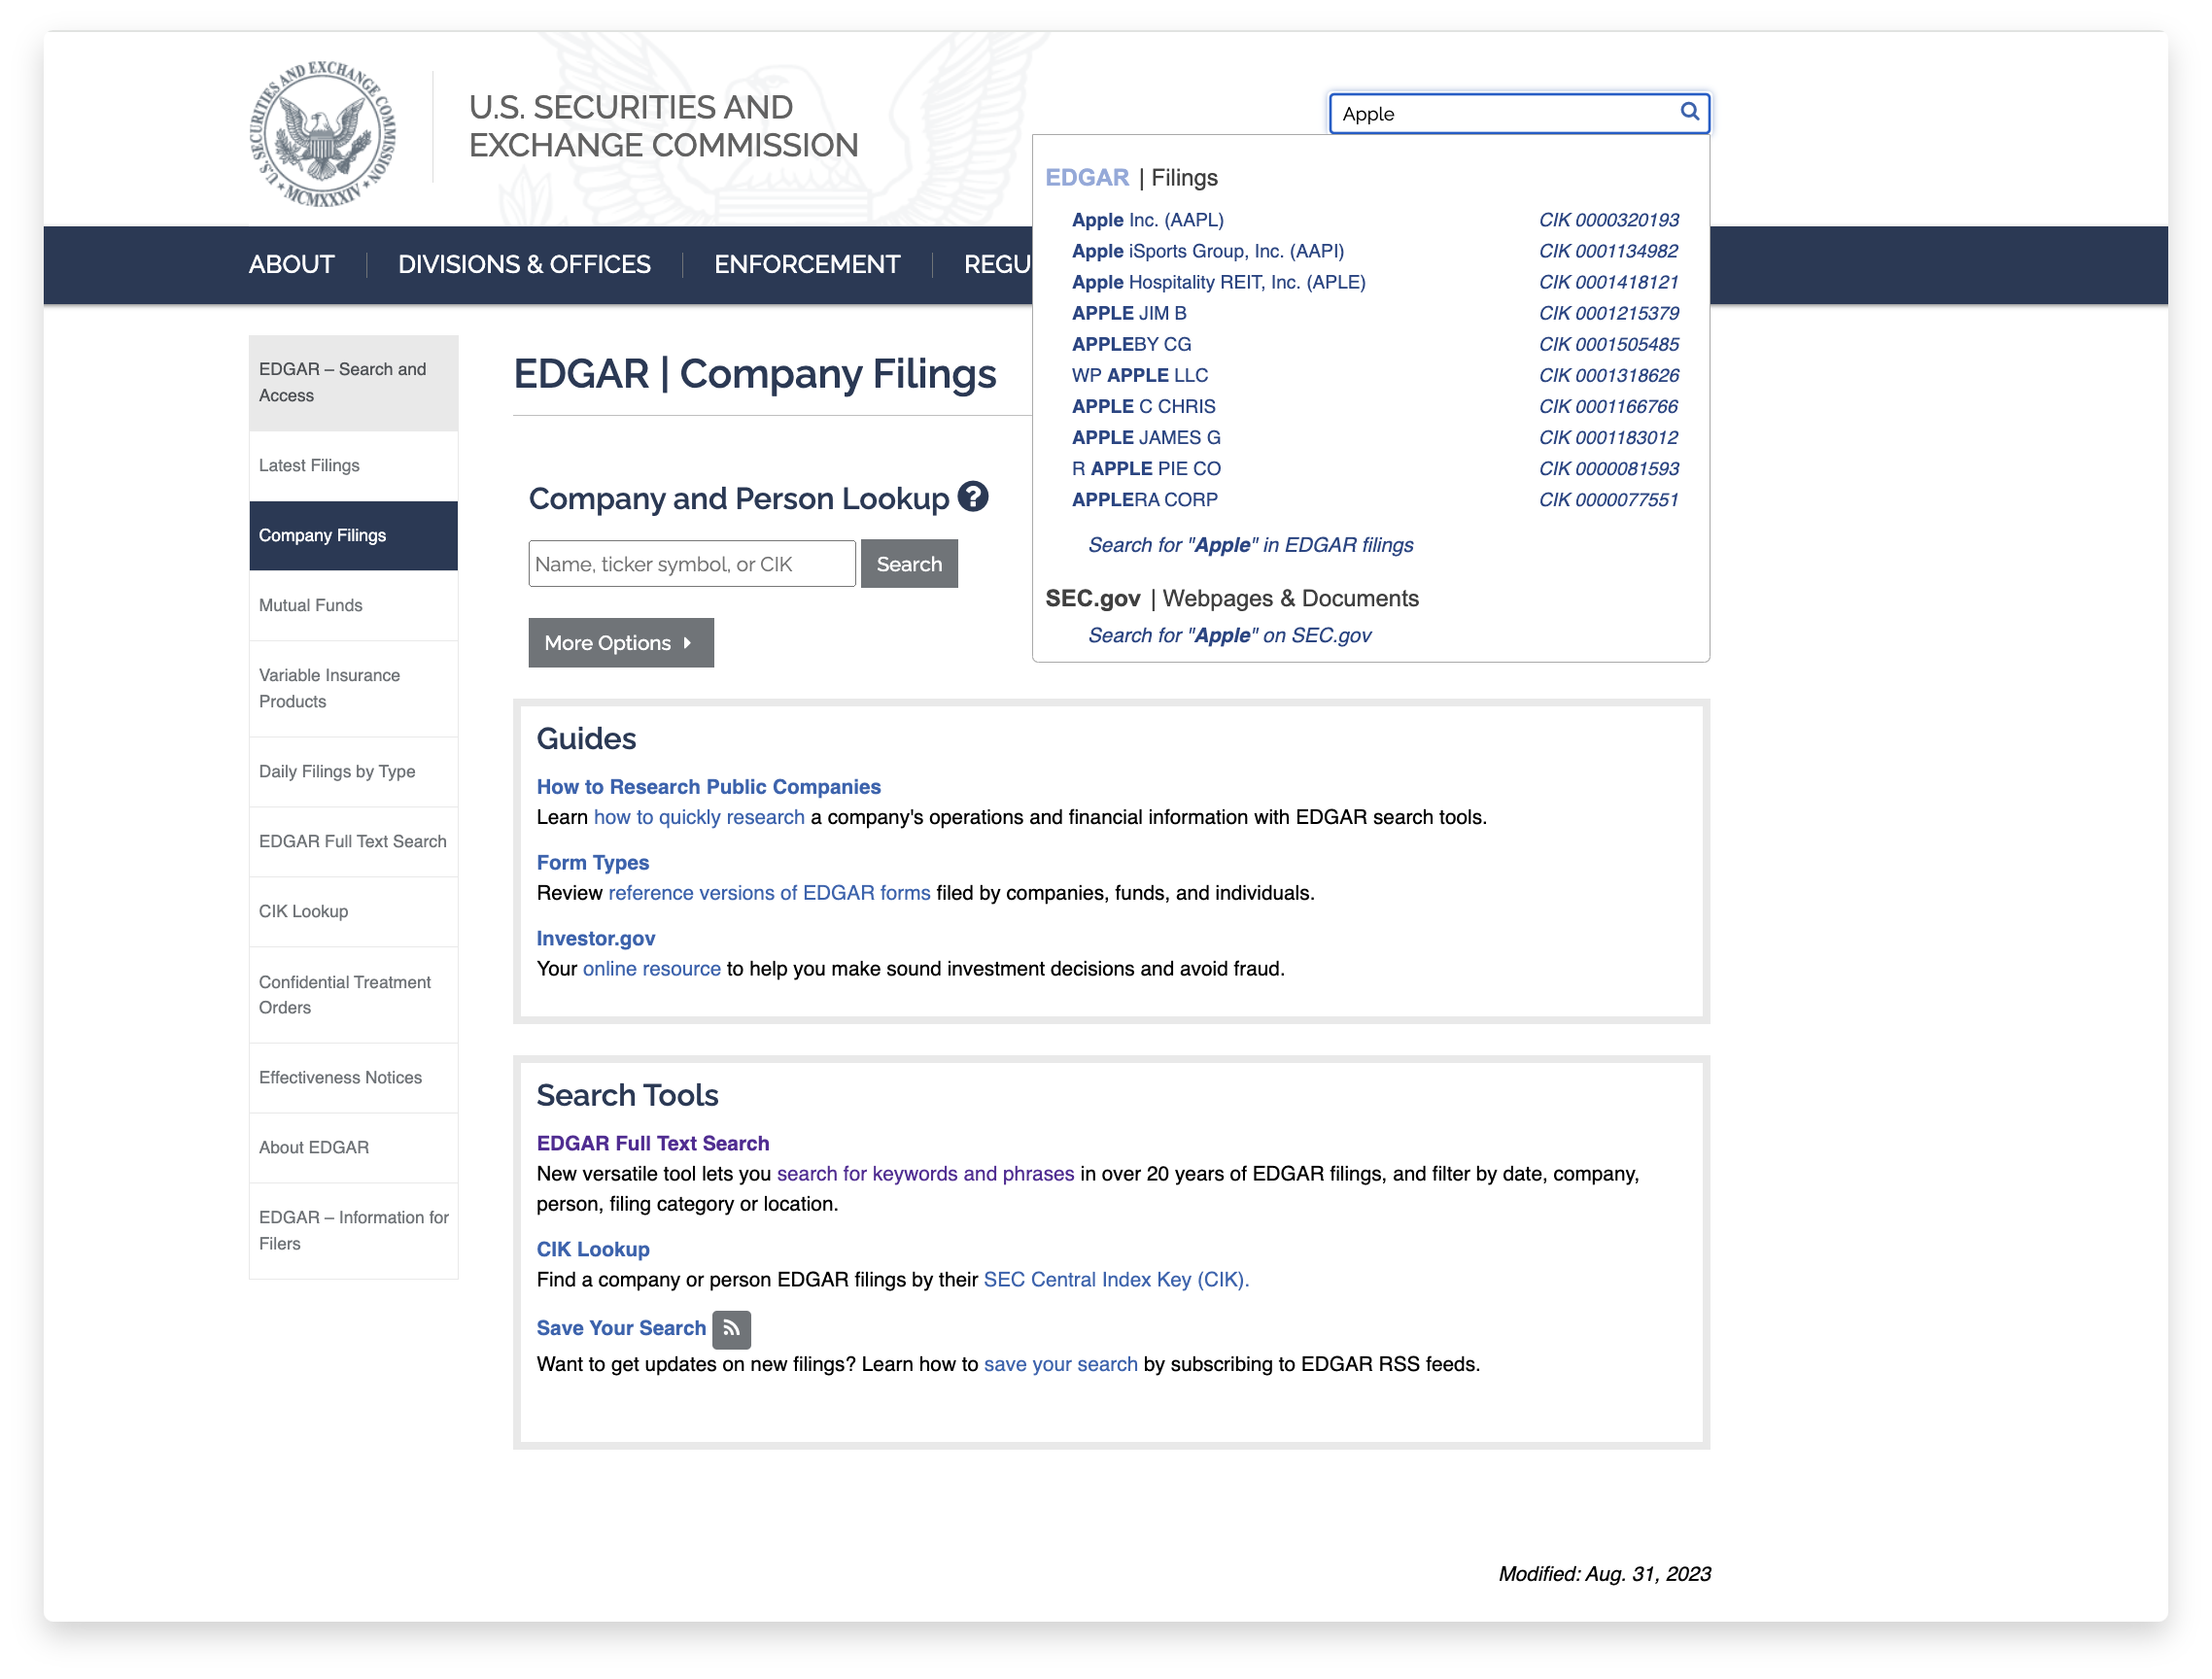 U.S. SECURITIES AND EXCHANGE COMMISSION
MCMXXXIV
U.S. SECURITIES AND
EXCHANGE COMMISSION
Apple
ABOUT
DIVISIONS & OFFICES
ENFORCEMENT
REGU
EDGAR | Filings
Apple Inc. (AAPL) CIK 0000320193
Apple iSports Group, Inc. (AAPI) CIK 0001134982
Apple Hospitality REIT, Inc. (APLE) CIK 0001418121
APPLE JIM B CIK 0001215379
APPLEBY CG CIK 0001505485
WP APPLE LLC CIK 0001318626
APPLE C CHRIS CIK 0001166766
APPLE JAMES G CIK 0001183012
R APPLE PIE CO CIK 0000081593
APPLERA CORP CIK 0000077551
Search for "Apple" in EDGAR filings
SEC.gov | Webpages & Documents
Search for "Apple" on SEC.gov
EDGAR – Search and
Access
Latest Filings
Company Filings
Mutual Funds
Variable Insurance
Products
Daily Filings by Type
EDGAR Full Text Search
CIK Lookup
Confidential Treatment
Orders
Effectiveness Notices
About EDGAR
EDGAR – Information for
Filers
EDGAR | Company Filings
Company and Person Lookup ?
Name, ticker symbol, or CIK
Search
More Options
Guides
How to Research Public Companies
Learn how to quickly research a company's operations and financial information with EDGAR search tools.
Form Types
Review reference versions of EDGAR forms filed by companies, funds, and individuals.
Investor.gov
Your online resource to help you make sound investment decisions and avoid fraud.
Search Tools
EDGAR Full Text Search
New versatile tool lets you search for keywords and phrases in over 20 years of EDGAR filings, and filter by date, company,
person, filing category or location.
CIK Lookup
Find a company or person EDGAR filings by their SEC Central Index Key (CIK).
Save Your Search
Want to get updates on new filings? Learn how to save your search by subscribing to EDGAR RSS feeds.
Modified: Aug. 31, 2023